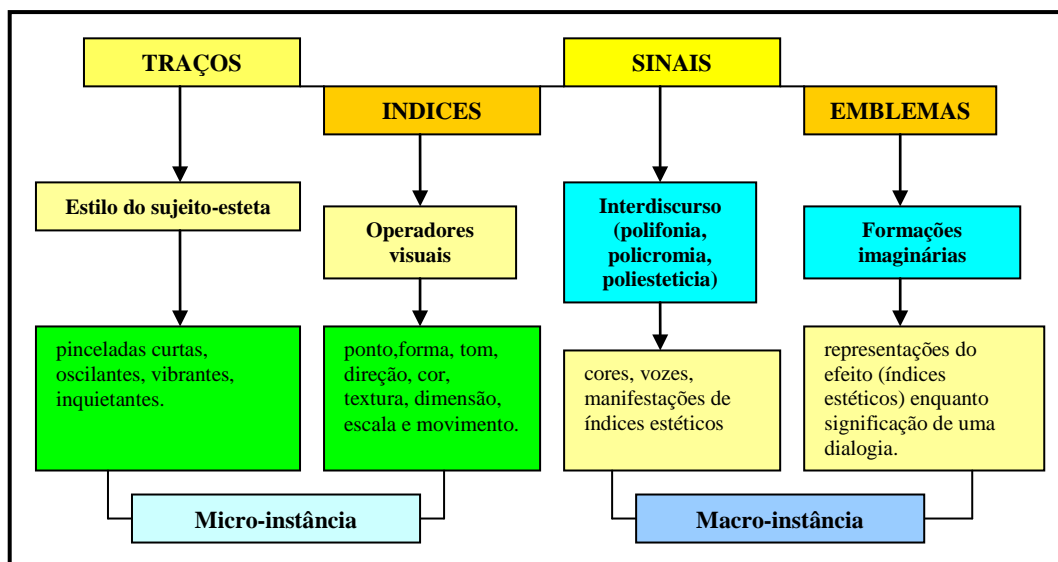 TRAÇOS
SINAIS
INDICES
EMBLEMAS
Estilo do sujeito-esteta
Operadores
visuais
Interdiscurso
(polifonia,
policromia,
poliesteticia)
Formações
imaginárias
pinceladas curtas,
oscilantes, vibrantes,
inquietantes.
ponto,forma, tom,
direção, cor,
textura, dimensão,
escala e movimento.
cores, vozes,
manifestações de
índices estéticos
representações do
efeito (índices
estéticos) enquanto
significação de uma
dialogia.
Micro-instância
Macro-instância